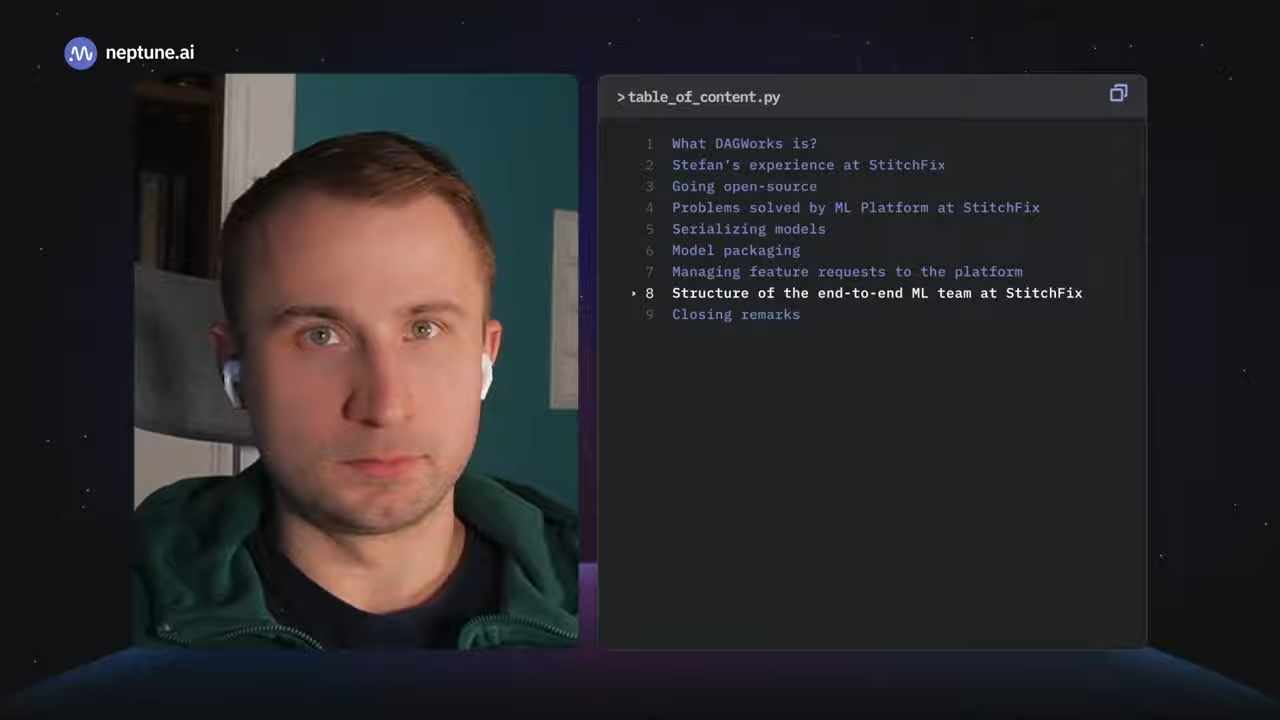 neptune.ai
>table_of_content.py
1 What DAGWorks is?
2 Stefan’s experience at StitchFix
3 Going open-source
4 Problems solved by ML Platform at StitchFix
5 Serializing models
6 Model packaging
7 Managing feature requests to the platform
› 8 Structure of the end-to-end ML team at StitchFix
9 Closing remarks